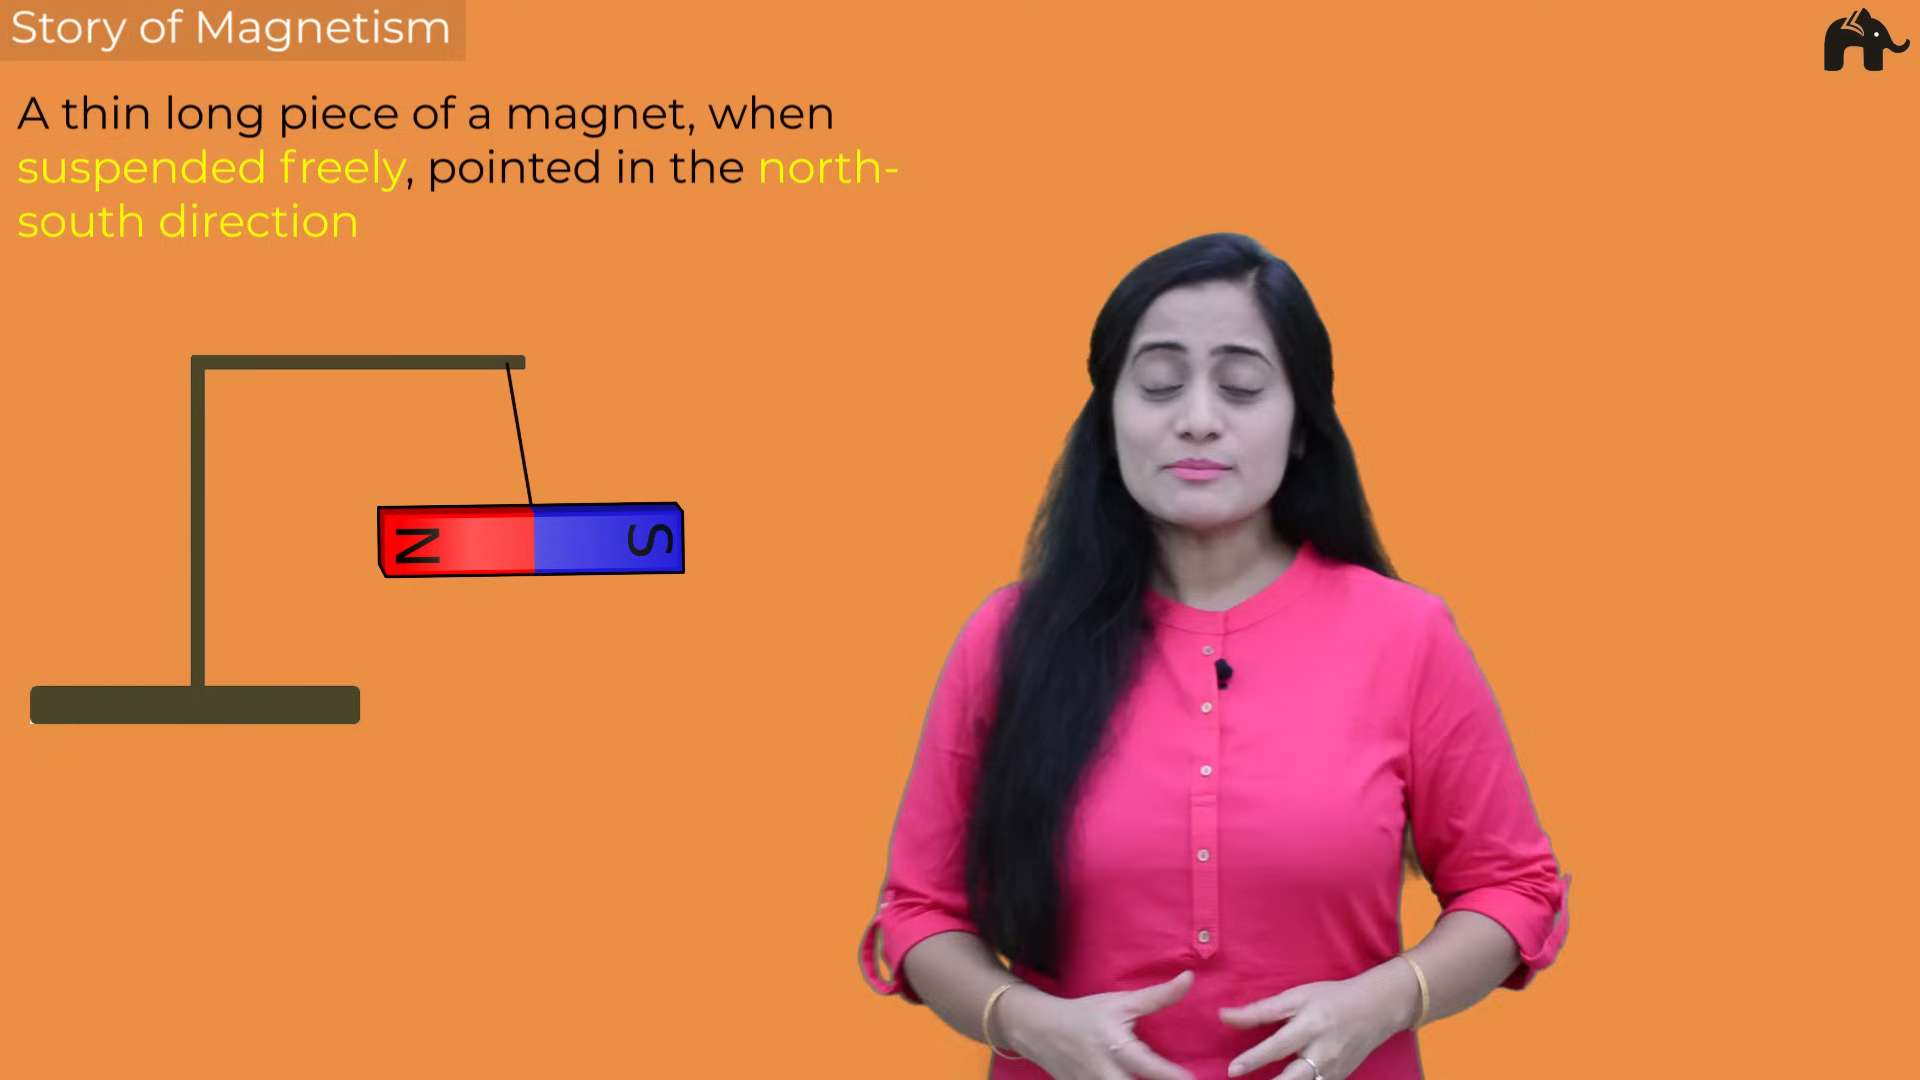 Story of Magnetism
A thin long piece of a magnet, when
suspended freely, pointed in the north-
south direction
N S